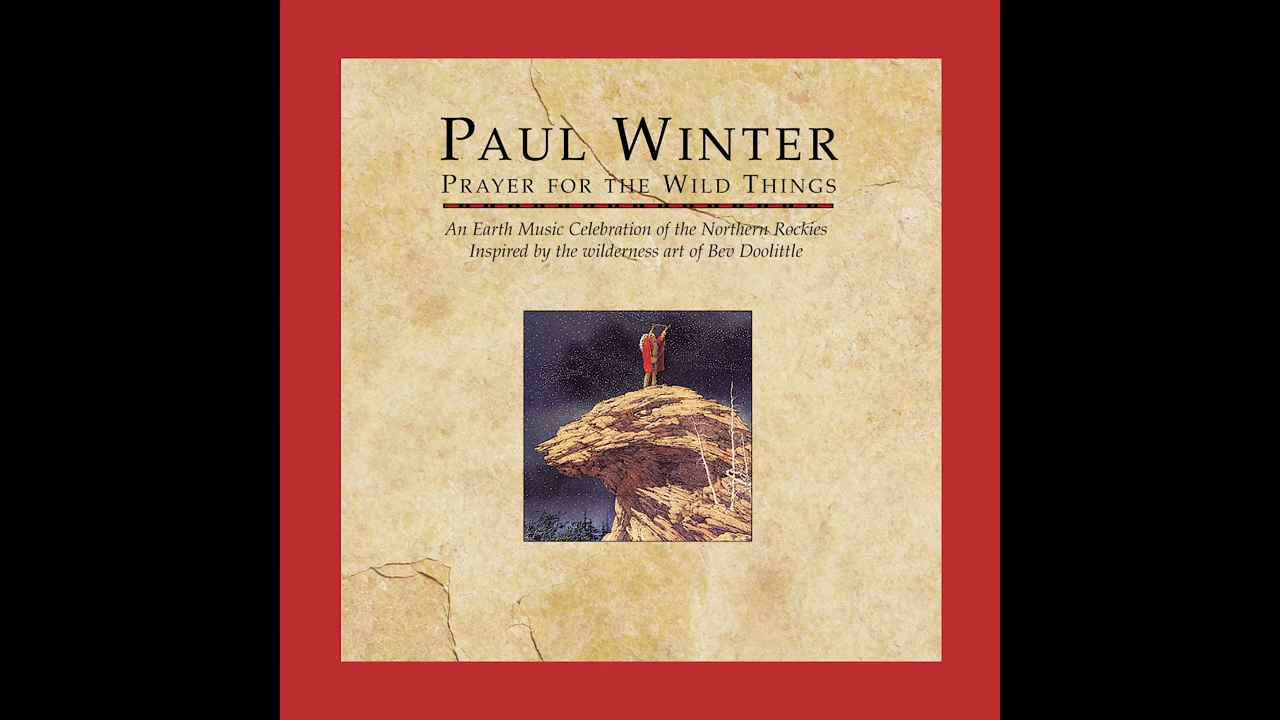 PAUL WINTER
PRAYER FOR THE WILD THINGS
An Earth Music Celebration of the Northern Rockies
Inspired by the wilderness art of Bev Doolittle